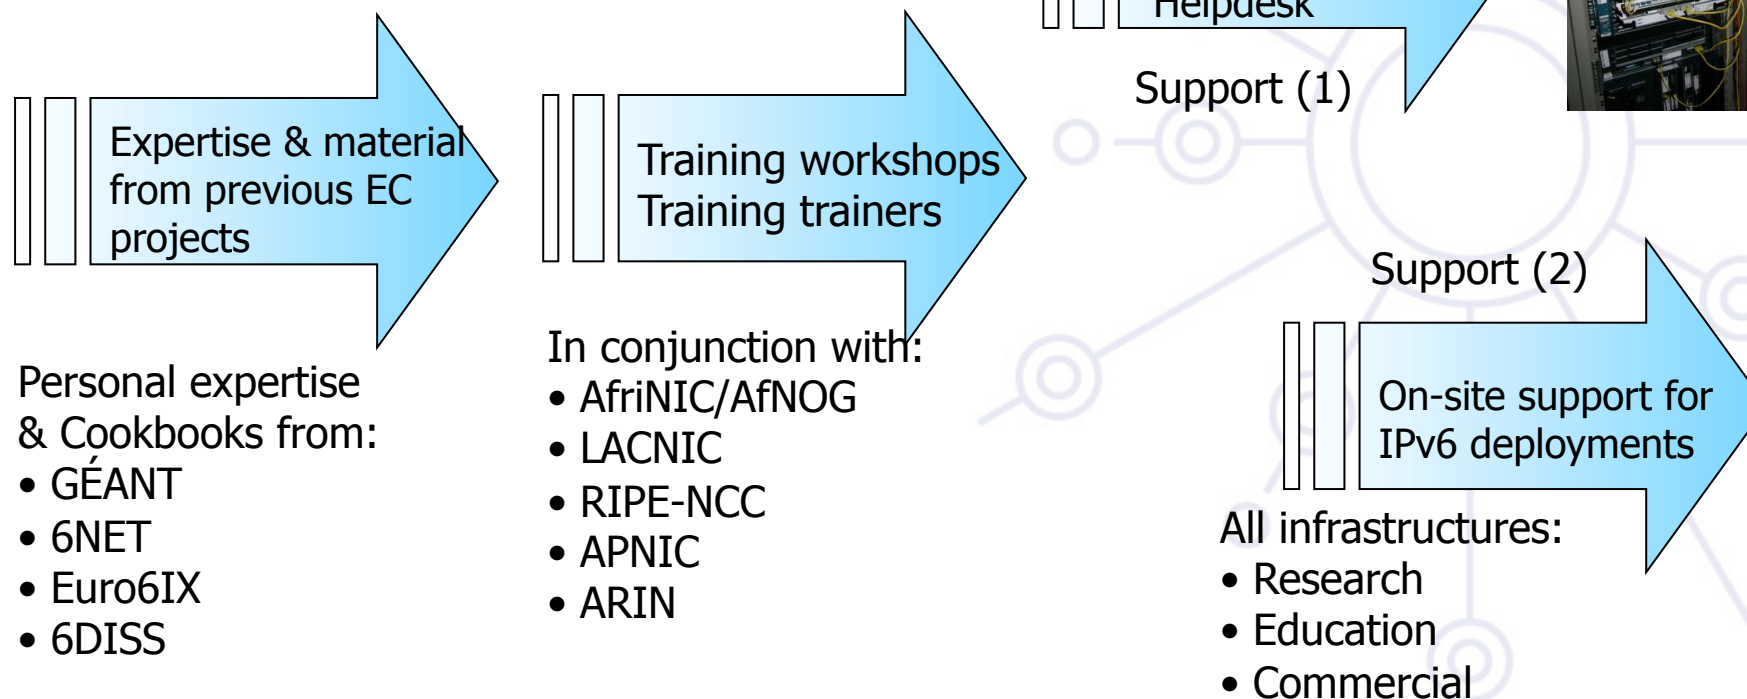 Expertise & material
from previous EC
projects
Personal expertise
& Cookbooks from:
• GÉANT
• 6NET
• Euro6IX
• 6DISS
Training workshops
Training trainers
In conjunction with:
• AfriNIC/AfNOG
• LACNIC
• RIPE-NCC
• APNIC
• ARIN
Helpdesk
Support (1)
Support (2)
On-site support for
IPv6 deployments
All infrastructures:
• Research
• Education
• Commercial